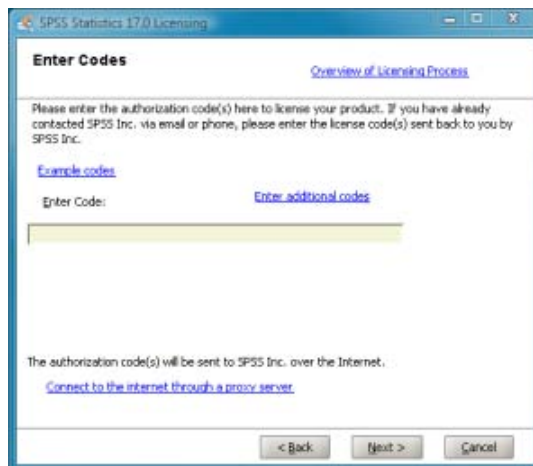 SPSS Statistics 17.0 Licensing
Enter Codes
Overview of Licensing Process
Please enter the authorization code(s) here to license your product. If you have already
contacted SPSS Inc. via email or phone, please enter the license code(s) sent back to you by
SPSS Inc.
Example codes
Enter Code:
Enter additional codes
The authorization code(s) will be sent to SPSS Inc. over the Internet.
Connect to the internet through a proxy server
< Back
Next >
Cancel